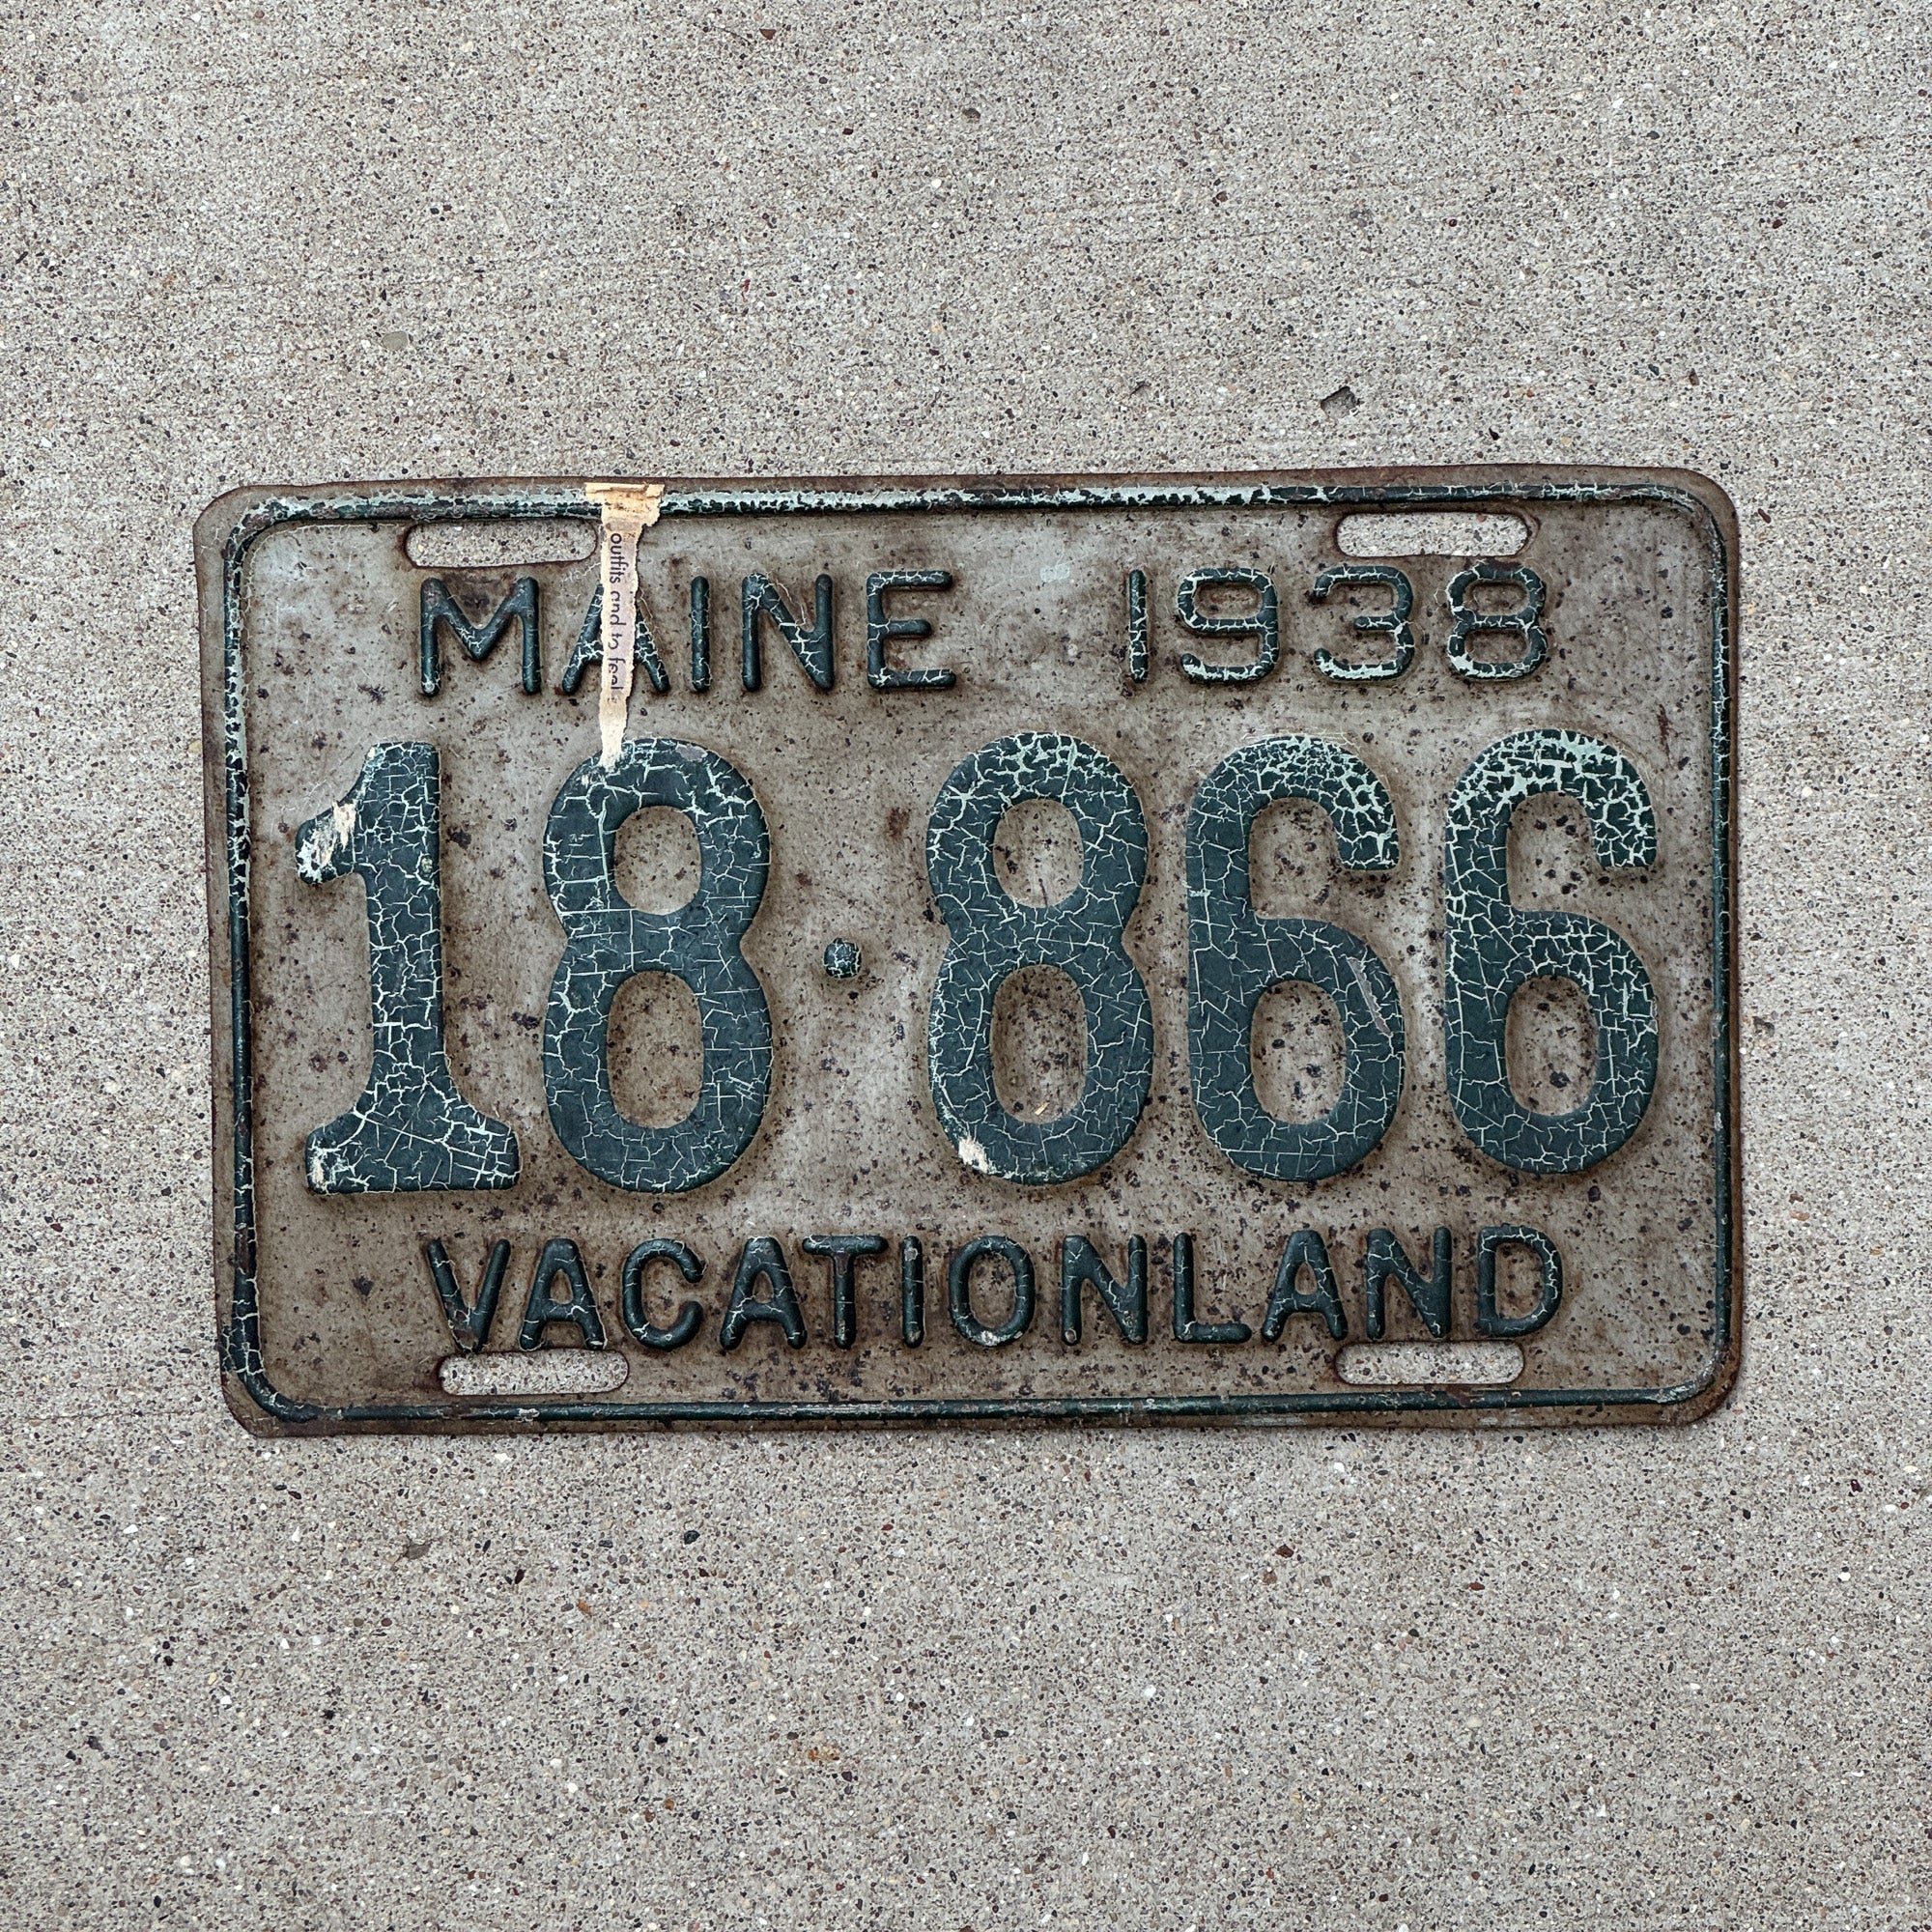 MAINE 1938
outfits and to feel
18·866
VACATIONLAND